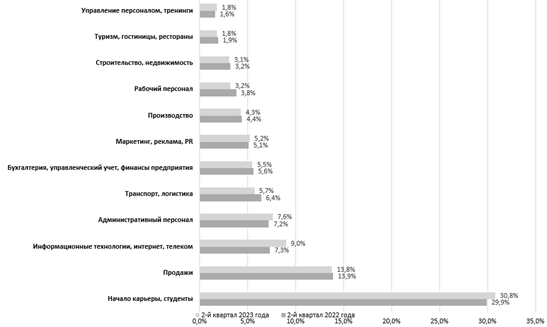 Управление персоналом, тренинги
1,8%
1,6%
Туризм, гостиницы, рестораны
1,8%
1,9%
Строительство, недвижимость
3,1%
3,2%
Рабочий персонал
3,2%
3,8%
Производство
4,3%
4,4%
Маркетинг, реклама, PR
5,2%
5,1%
Бухгалтерия, управленческий учет, финансы предприятия
5,5%
5,6%
Транспорт, логистика
5,7%
6,4%
Административный персонал
7,6%
7,2%
Информационные технологии, интернет, телеком
9,0%
7,3%
Продажи
13,8%
13,9%
Начало карьеры, студенты
30,8%
29,9%
2-й квартал 2023 года 2-й квартал 2022 года
0,0% 5,0% 10,0% 15,0% 20,0% 25,0% 30,0% 35,0%